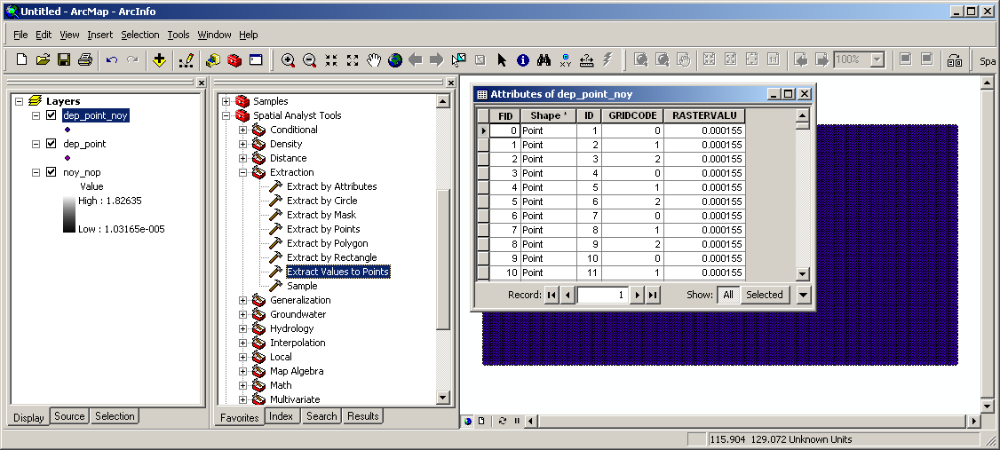 Untitled - ArcMap - ArcInfo
File Edit View Insert Selection Tools Window Help
XY
100%
Spa
Layers
dep_point_noy
dep_point
noy_nop
Value
High : 1.82635
Low : 1.03165e-005
Display Source Selection
Samples
Spatial Analyst Tools
Conditional
Density
Distance
Extraction
Extract by Attributes
Extract by Circle
Extract by Mask
Extract by Points
Extract by Polygon
Extract by Rectangle
Extract Values to Points
Sample
Generalization
Groundwater
Hydrology
Interpolation
Local
Map Algebra
Math
Multivariate
Favorites Index Search Results
Attributes of dep_point_noy
FID Shape * ID GRIDCODE RASTERVALU
0 Point 1 0 0.000155
1 Point 2 1 0.000155
2 Point 3 2 0.000155
3 Point 4 0 0.000155
4 Point 5 1 0.000155
5 Point 6 2 0.000155
6 Point 7 0 0.000155
7 Point 8 1 0.000155
8 Point 9 2 0.000155
9 Point 10 0 0.000155
10 Point 11 1 0.000155
Record: 1 Show: All Selected
115.904 129.072 Unknown Units